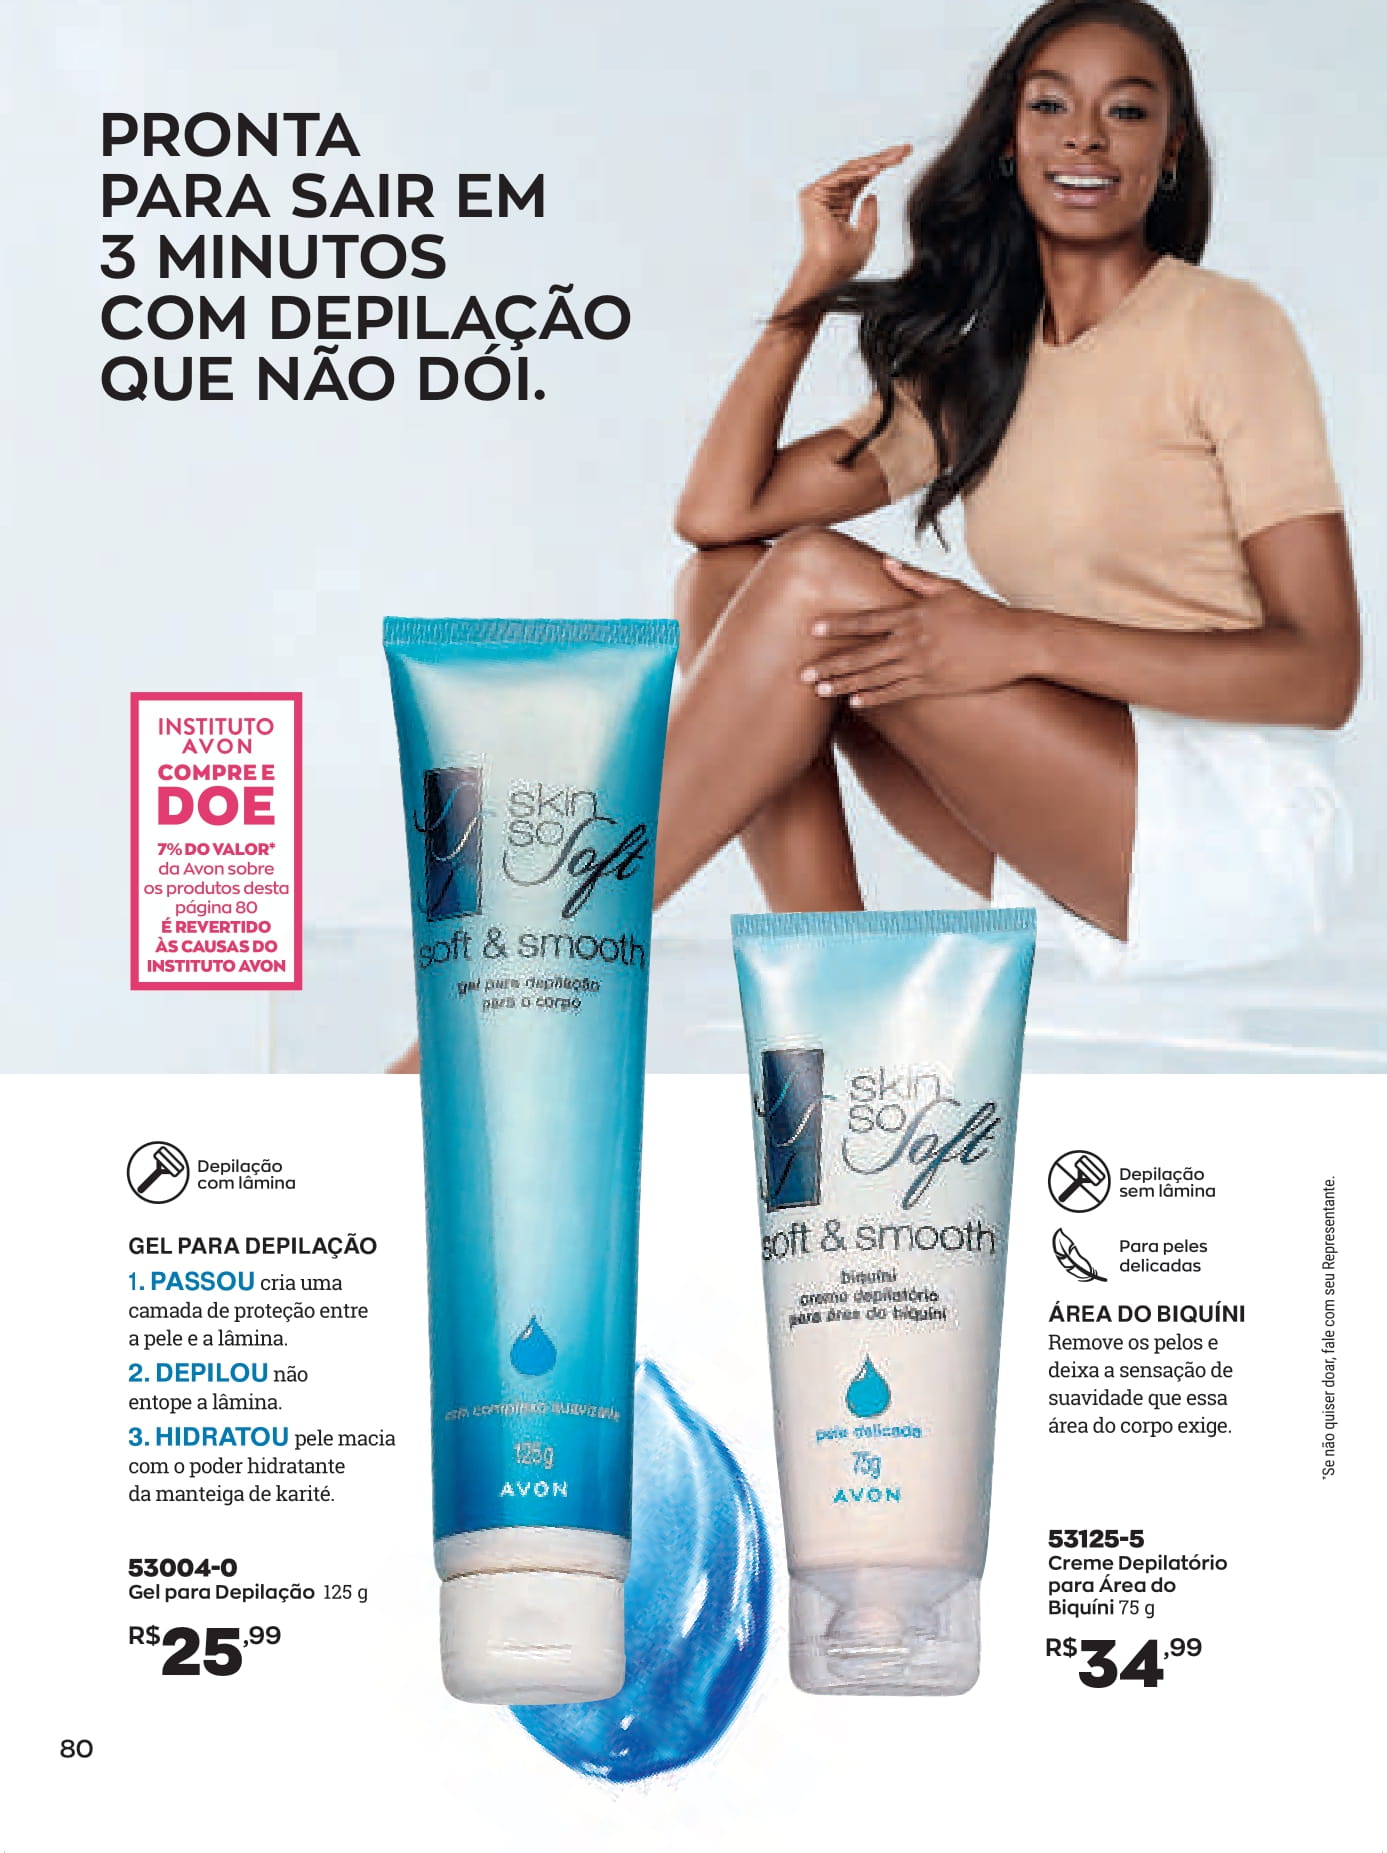 PRONTA
PARA SAIR EM
3 MINUTOS
COM DEPILAÇÃO
QUE NÃO DÓI.
INSTITUTO
AVON
COMPRE E
DOE
7% DO VALOR*
da Avon sobre
os produtos desta
página 80
É REVERTIDO
ÀS CAUSAS DO
INSTITUTO AVON
skin
so
Soft
soft & smooth
gel para depilação
para o corpo
com complexo suavizante
125g
AVON
skin
so
Soft
soft & smooth
biquíni
creme depilatório
para área do biquíni
pele delicada
75g
AVON
Depilação
com lâmina
GEL PARA DEPILAÇÃO
1. PASSOU cria uma
camada de proteção entre
a pele e a lâmina.
2. DEPILOU não
entope a lâmina.
3. HIDRATOU pele macia
com o poder hidratante
da manteiga de karité.
53004-0
Gel para Depilação 125 g
R$25,99
Depilação
sem lâmina
Para peles
delicadas
ÁREA DO BIQUÍNI
Remove os pelos e
deixa a sensação de
suavidade que essa
área do corpo exige.
53125-5
Creme Depilatório
para Área do
Biquíni 75 g
R$34,99
*Se não quiser doar, fale com seu Representante.
80